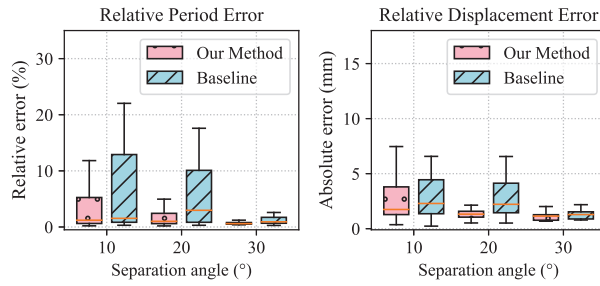 Relative Period Error
Relative error (%)
30
20
10
0
Our Method
Baseline
10
20
30
Separation angle (°)
Relative Displacement Error
Absolute error (mm)
15
10
5
0
Our Method
Baseline
10
20
30
Separation angle (°)